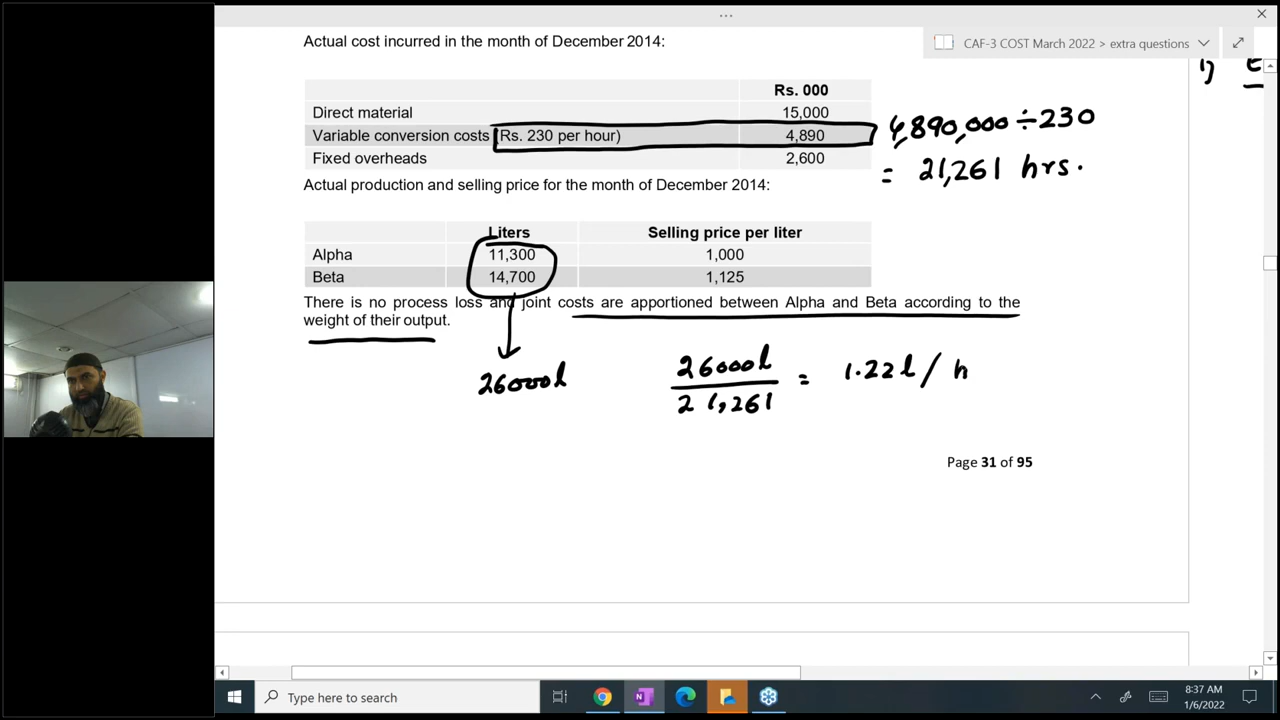 CAF-3 COST March 2022 > extra questions
Actual cost incurred in the month of December 2014:
Rs. 000
Direct material 15,000
Variable conversion costs (Rs. 230 per hour) 4,890
Fixed overheads 2,600
4,890,000 ÷ 230
= 21,261 hrs.
Actual production and selling price for the month of December 2014:
Liters Selling price per liter
Alpha 11,300 1,000
Beta 14,700 1,125
There is no process loss and joint costs are apportioned between Alpha and Beta according to the
weight of their output.
26000l
26000l / 21,261 = 1.22l / h
Page 31 of 95
Type here to search
8:37 AM
1/6/2022